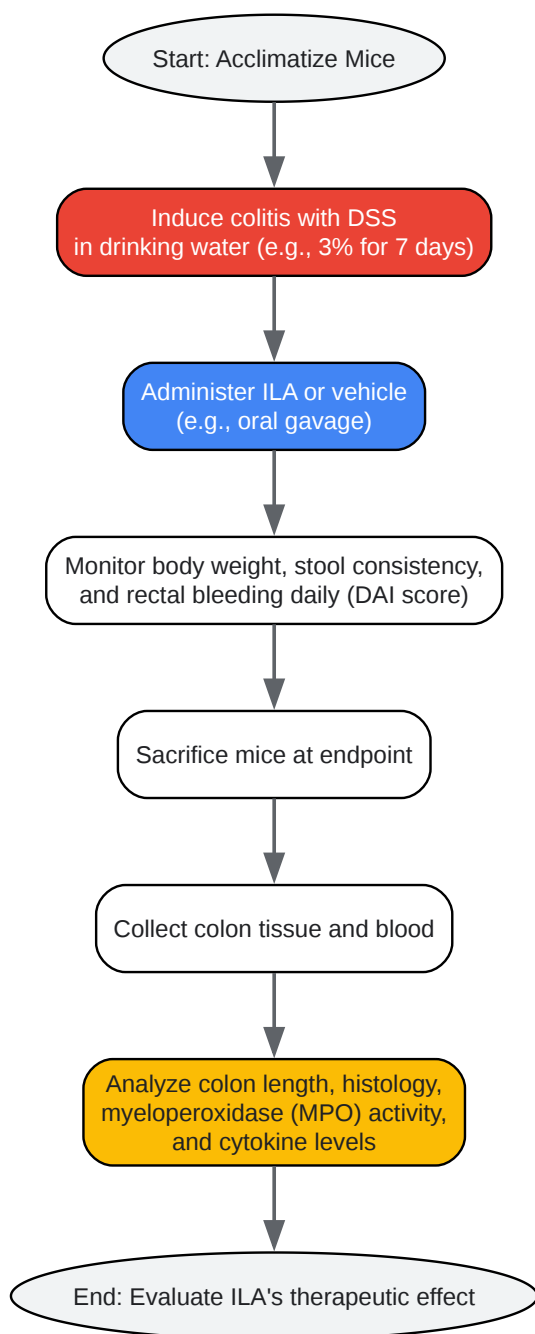 Start: Acclimatize Mice
Induce colitis with DSS
in drinking water (e.g., 3% for 7 days)
Administer ILA or vehicle
(e.g., oral gavage)
Monitor body weight, stool consistency,
and rectal bleeding daily (DAI score)
Sacrifice mice at endpoint
Collect colon tissue and blood
Analyze colon length, histology,
myeloperoxidase (MPO) activity,
and cytokine levels
End: Evaluate ILA's therapeutic effect